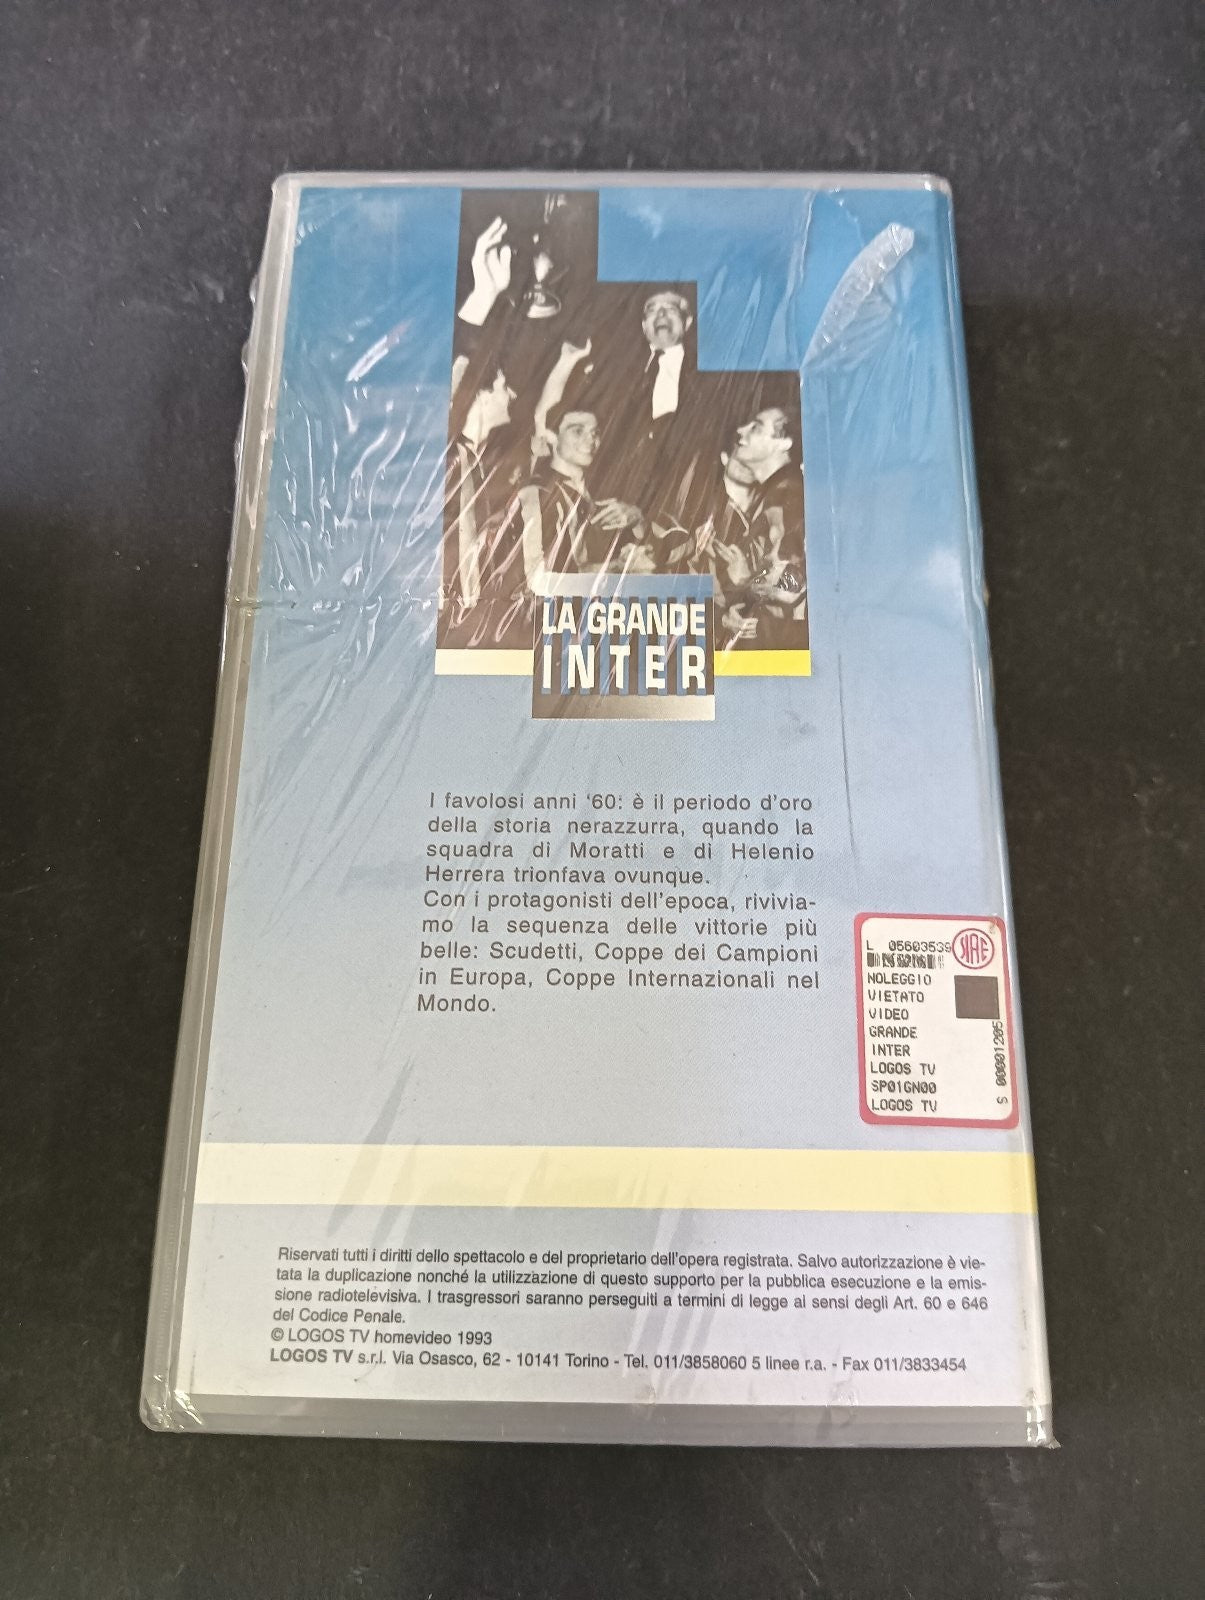 LA GRANDE
INTER
I favolosi anni '60: è il periodo d'oro
della storia nerazzurra, quando la
squadra di Moratti e di Helenio
Herrera trionfava ovunque.
Con i protagonisti dell'epoca, rivivia-
mo la sequenza delle vittorie più
belle: Scudetti, Coppe dei Campioni
in Europa, Coppe Internazionali nel
Mondo.
L 05603539
SIAE
NOLEGGIO
VIETATO
VIDEO
GRANDE
INTER
LOGOS TV
SP01GN00
LOGOS TV
S 00001205
Riservati tutti i diritti dello spettacolo e del proprietario dell'opera registrata. Salvo autorizzazione è vie-
tata la duplicazione nonché la utilizzazione di questo supporto per la pubblica esecuzione e la emis-
sione radiotelevisiva. I trasgressori saranno perseguiti a termini di legge ai sensi degli Art. 60 e 646
del Codice Penale.
© LOGOS TV homevideo 1993
LOGOS TV s.r.l. Via Osasco, 62 - 10141 Torino - Tel. 011/3858060 5 linee r.a. - Fax 011/3833454